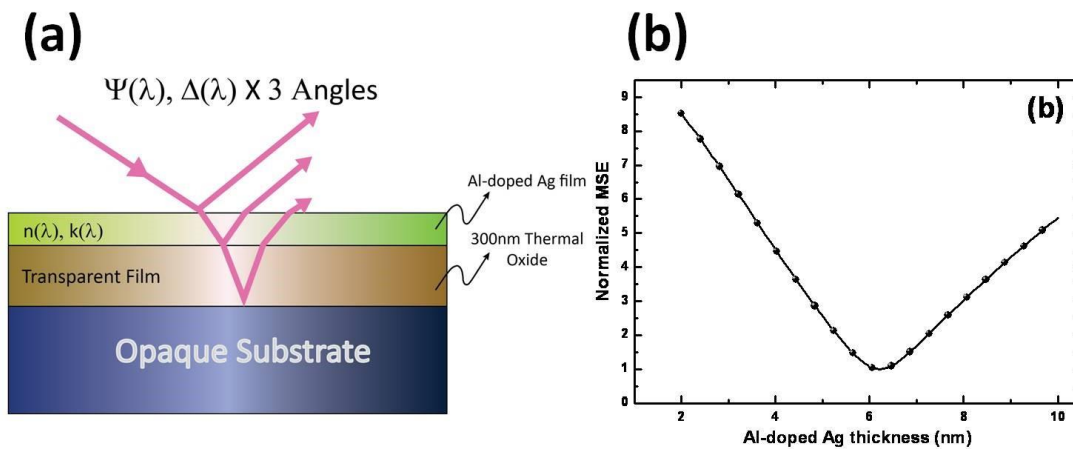 (a)
Ψ(λ), Δ(λ) X 3 Angles
Al-doped Ag film
n(λ), k(λ)
300nm Thermal
Oxide
Transparent Film
Opaque Substrate
(b)
(b)
Normalized MSE
9
8
7
6
5
4
3
2
1
0
2 4 6 8 10
Al-doped Ag thickness (nm)